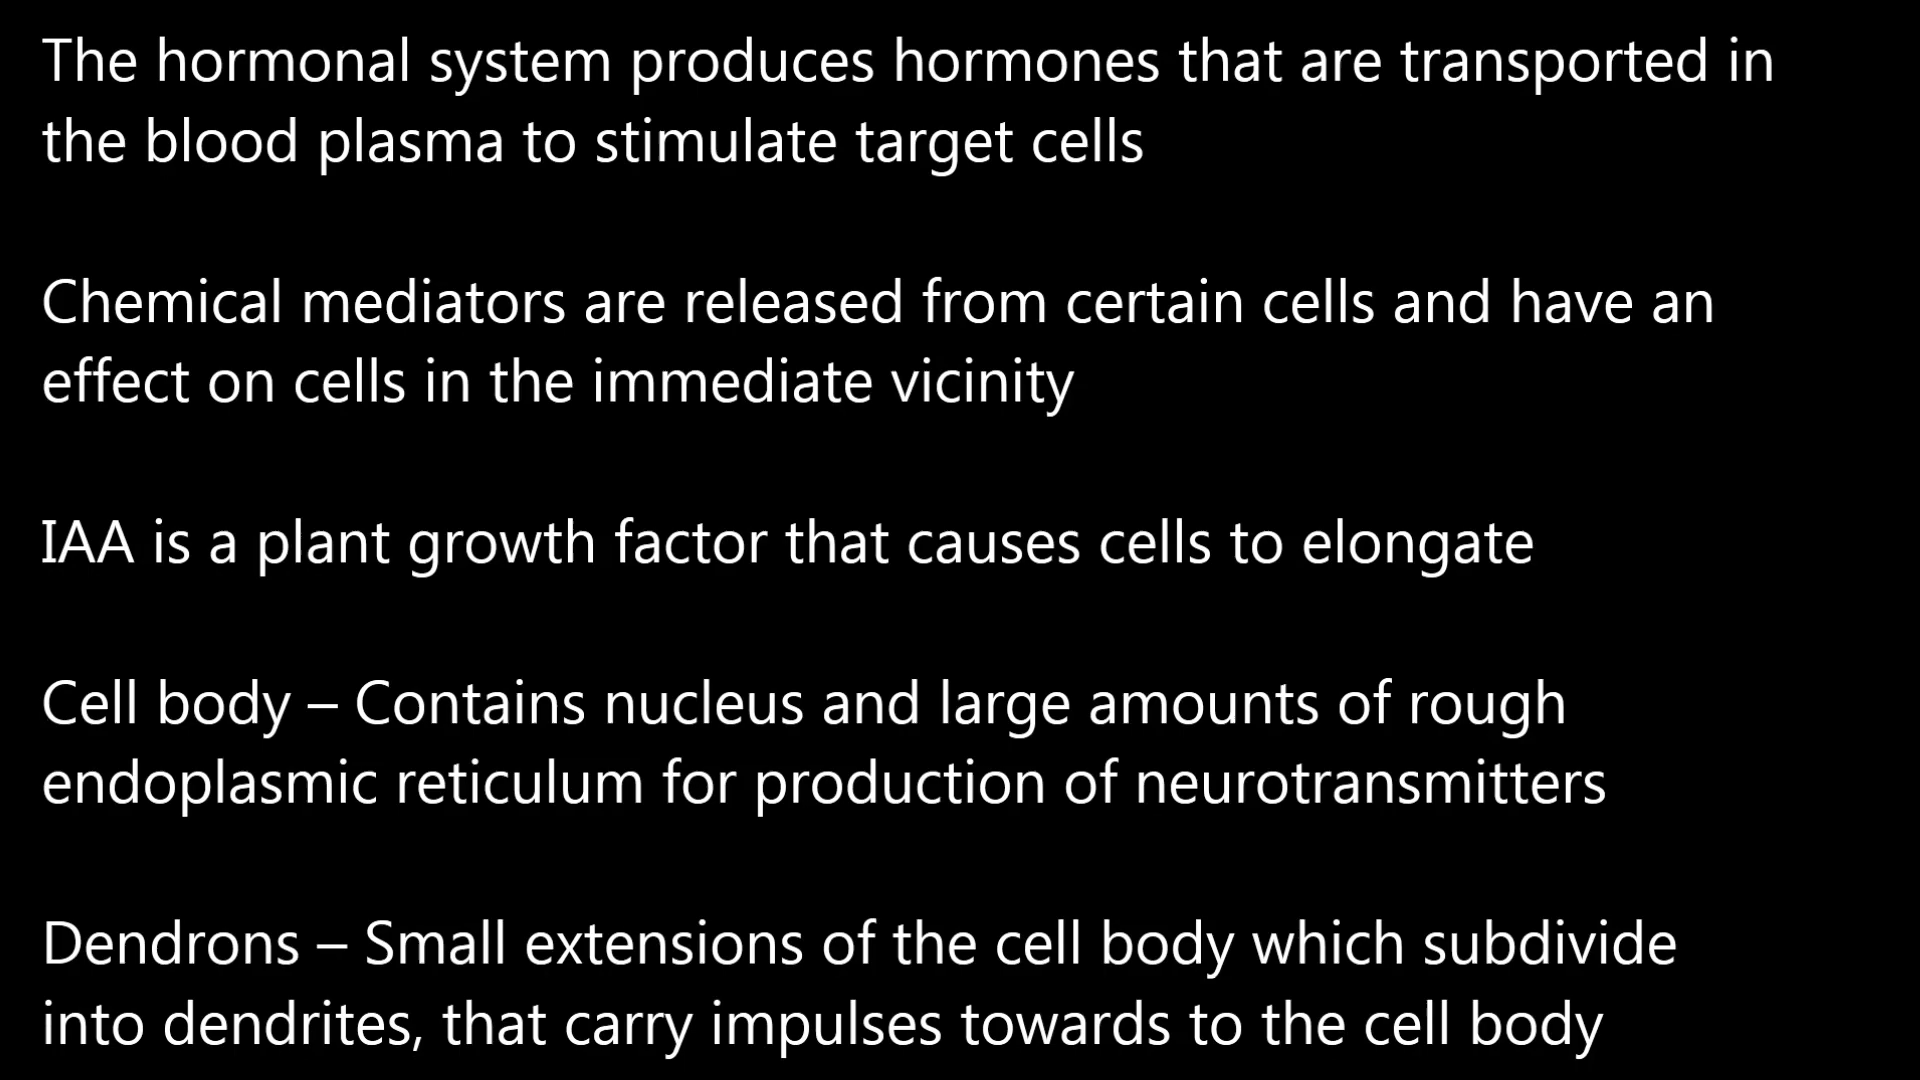 The hormonal system produces hormones that are transported in
the blood plasma to stimulate target cells
Chemical mediators are released from certain cells and have an
effect on cells in the immediate vicinity
IAA is a plant growth factor that causes cells to elongate
Cell body – Contains nucleus and large amounts of rough
endoplasmic reticulum for production of neurotransmitters
Dendrons – Small extensions of the cell body which subdivide
into dendrites, that carry impulses towards to the cell body